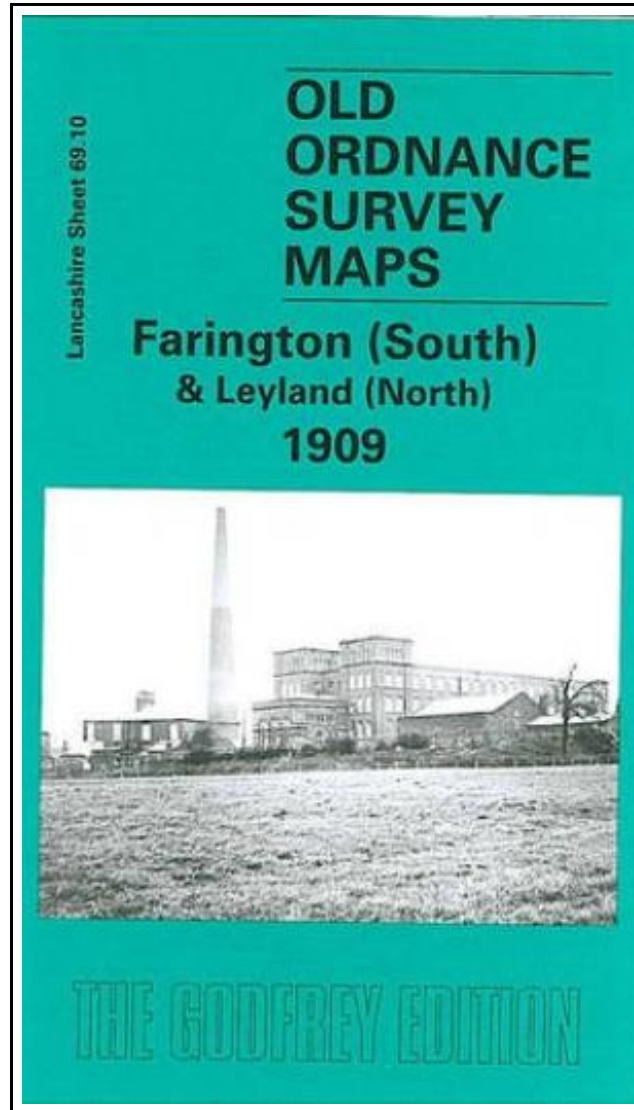 Lancashire Sheet 69.10
OLD
ORDNANCE
SURVEY
MAPS
Farington (South)
& Leyland (North)
1909
THE GODFREY EDITION